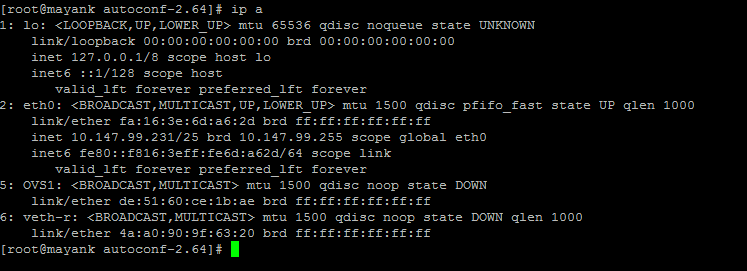 [root@mayank autoconf-2.64]# ip a
1: lo: <LOOPBACK,UP,LOWER_UP> mtu 65536 qdisc noqueue state UNKNOWN
    link/loopback 00:00:00:00:00:00 brd 00:00:00:00:00:00
    inet 127.0.0.1/8 scope host lo
    inet6 ::1/128 scope host
       valid_lft forever preferred_lft forever
2: eth0: <BROADCAST,MULTICAST,UP,LOWER_UP> mtu 1500 qdisc pfifo_fast state UP qlen 1000
    link/ether fa:16:3e:6d:a6:2d brd ff:ff:ff:ff:ff:ff
    inet 10.147.99.231/25 brd 10.147.99.255 scope global eth0
    inet6 fe80::f816:3eff:fe6d:a62d/64 scope link
       valid_lft forever preferred_lft forever
5: OVS1: <BROADCAST,MULTICAST> mtu 1500 qdisc noop state DOWN
    link/ether de:51:60:ce:1b:ae brd ff:ff:ff:ff:ff:ff
6: veth-r: <BROADCAST,MULTICAST> mtu 1500 qdisc noop state DOWN qlen 1000
    link/ether 4a:a0:90:9f:63:20 brd ff:ff:ff:ff:ff:ff
[root@mayank autoconf-2.64]#